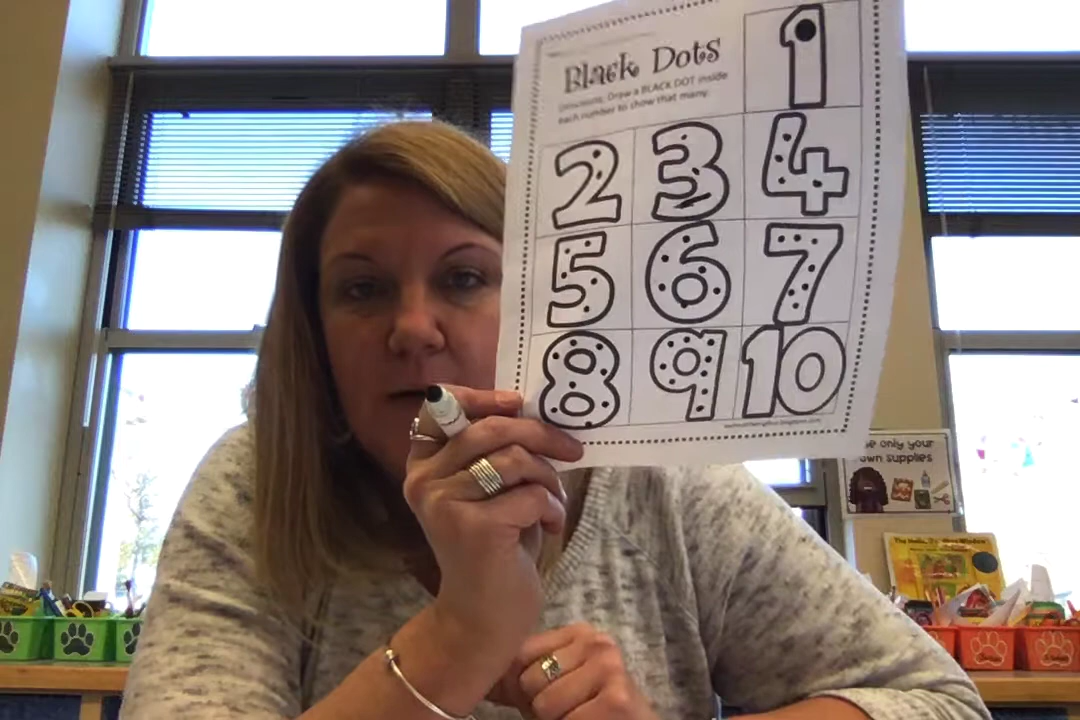 Black Dots
Directions: Draw a BLACK DOT inside
each number to show that many.
1
2 3 4
5 6 7
8 9 10
only your
own supplies